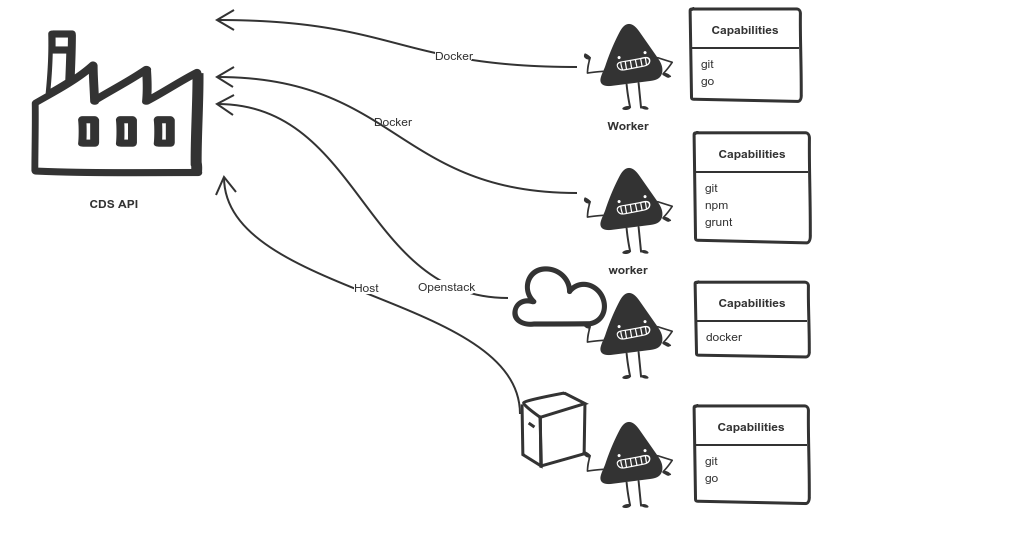 Capabilities
git
go
Docker
Worker
Docker
Capabilities
git
npm
grunt
CDS API
worker
Host
Openstack
Capabilities
docker
Capabilities
git
go